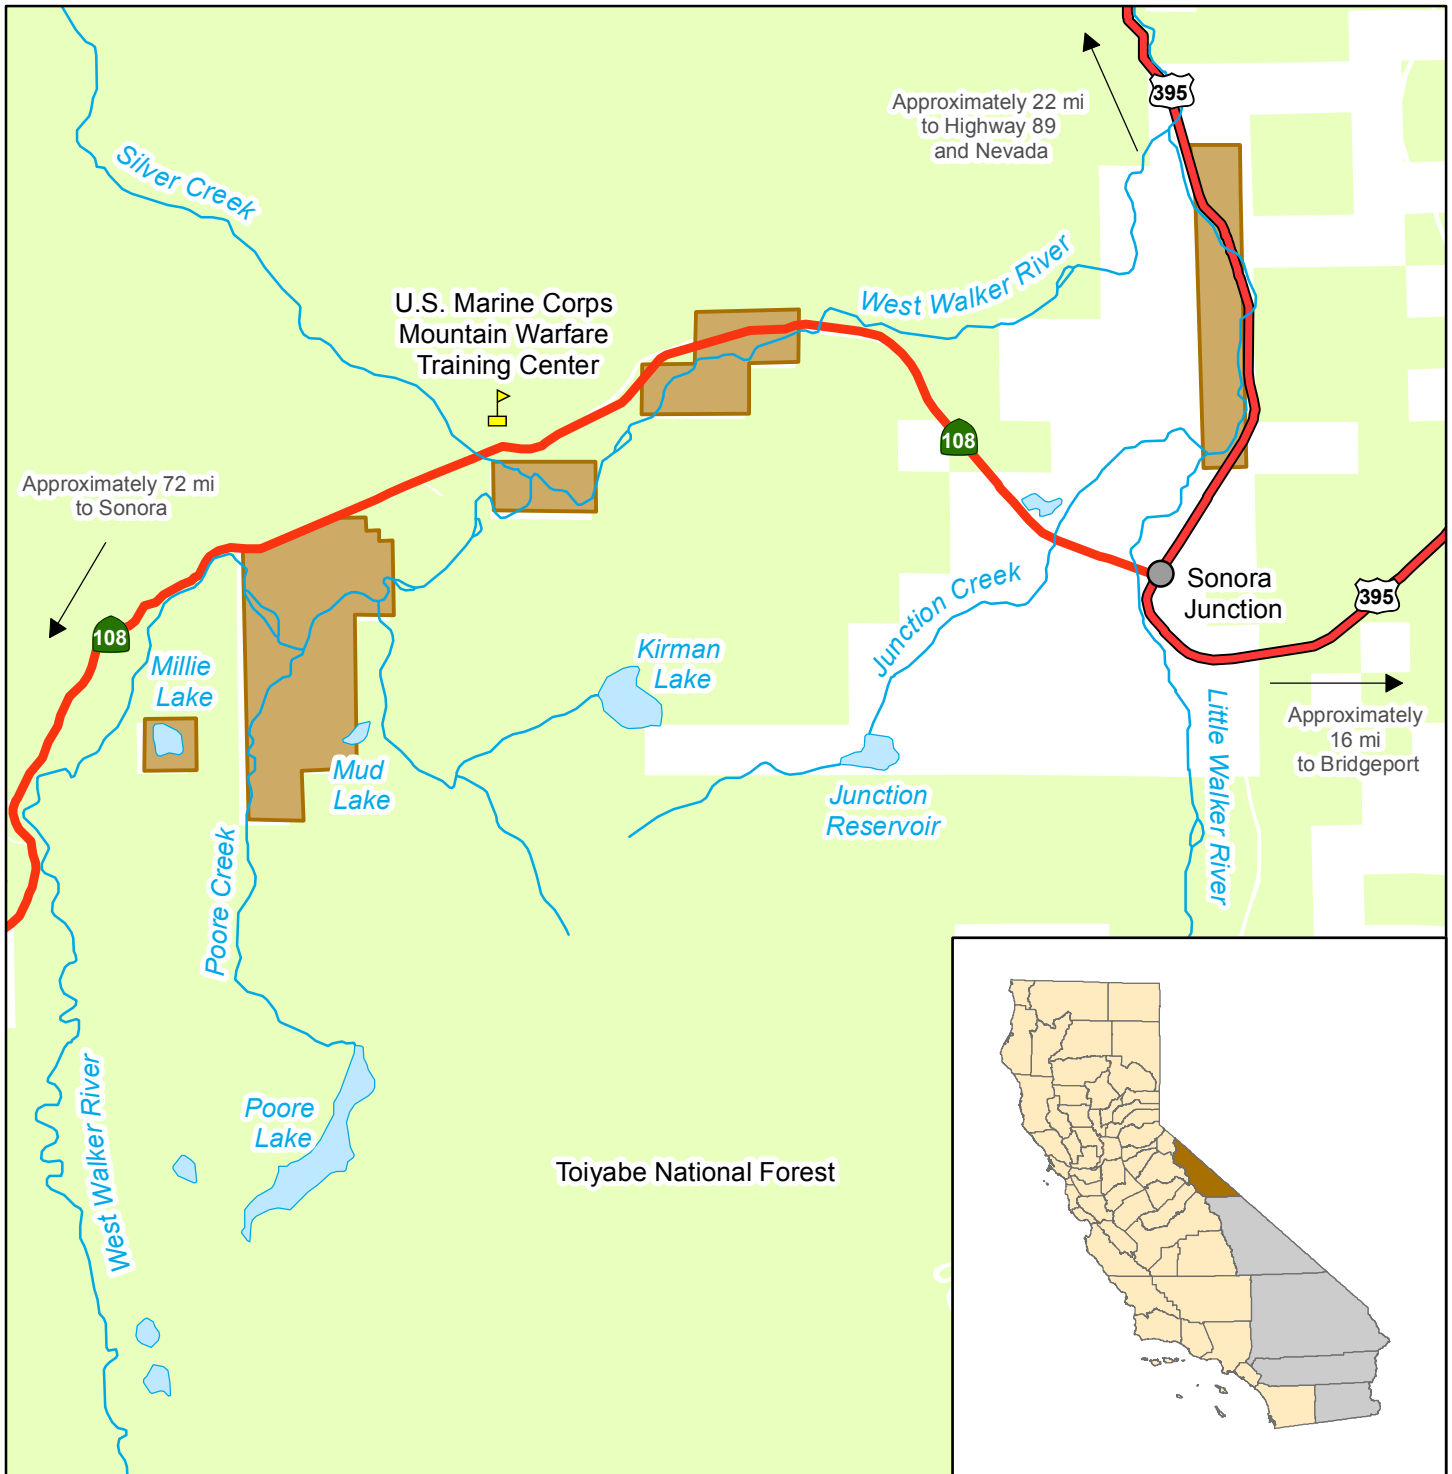 395
Approximately 22 mi
to Highway 89
and Nevada
Silver Creek
West Walker River
U.S. Marine Corps
Mountain Warfare
Training Center
108
Approximately 72 mi
to Sonora
Sonora
Junction
395
Junction Creek
108
Millie
Lake
Kirman
Lake
Little Walker River
Approximately
16 mi
to Bridgeport
Mud
Lake
Junction
Reservoir
Poore Creek
West Walker River
Poore
Lake
Toiyabe National Forest